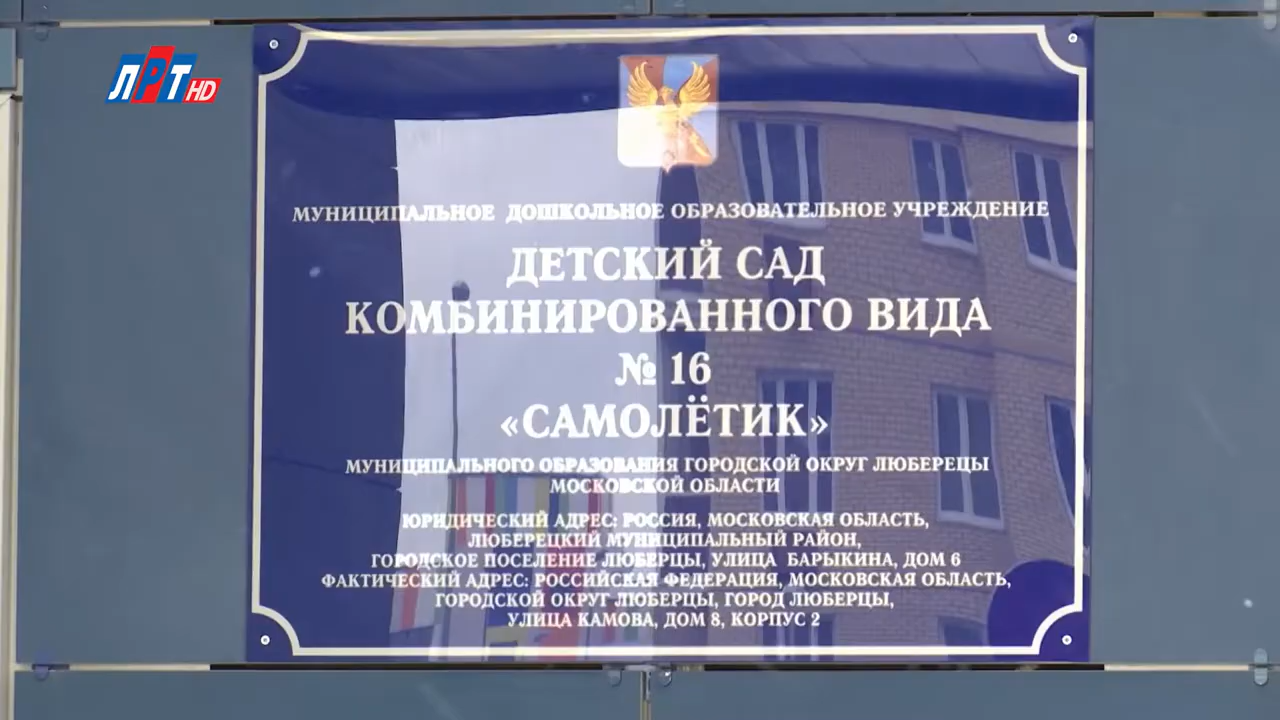 ЛРТ HD
МУНИЦИПАЛЬНОЕ ДОШКОЛЬНОЕ ОБРАЗОВАТЕЛЬНОЕ УЧРЕЖДЕНИЕ
ДЕТСКИЙ САД
КОМБИНИРОВАННОГО ВИДА
№ 16
«САМОЛЁТИК»
МУНИЦИПАЛЬНОГО ОБРАЗОВАНИЯ ГОРОДСКОЙ ОКРУГ ЛЮБЕРЕЦЫ
МОСКОВСКОЙ ОБЛАСТИ
ЮРИДИЧЕСКИЙ АДРЕС: РОССИЯ, МОСКОВСКАЯ ОБЛАСТЬ,
ЛЮБЕРЕЦКИЙ МУНИЦИПАЛЬНЫЙ РАЙОН,
ГОРОДСКОЕ ПОСЕЛЕНИЕ ЛЮБЕРЦЫ, УЛИЦА БАРЫКИНА, ДОМ 6
ФАКТИЧЕСКИЙ АДРЕС: РОССИЙСКАЯ ФЕДЕРАЦИЯ, МОСКОВСКАЯ ОБЛАСТЬ,
ГОРОДСКОЙ ОКРУГ ЛЮБЕРЦЫ, ГОРОД ЛЮБЕРЦЫ,
УЛИЦА КАМОВА, ДОМ 8, КОРПУС 2